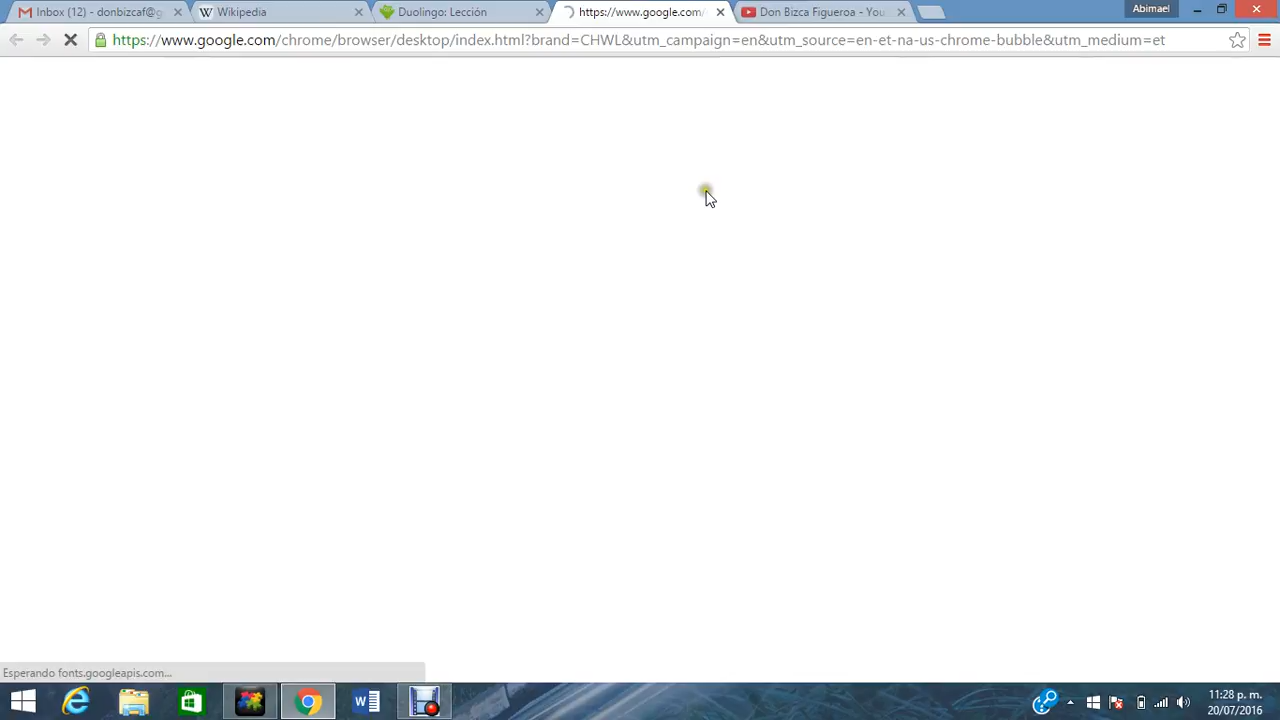 Inbox (12) - donbizcaf@g
Wikipedia
Duolingo: Lección
https://www.google.com/
Don Bizca Figueroa - You
Abimael
https://www.google.com/chrome/browser/desktop/index.html?brand=CHWL&utm_campaign=en&utm_source=en-et-na-us-chrome-bubble&utm_medium=et
Esperando fonts.googleapis.com...
11:28 p. m.
20/07/2016